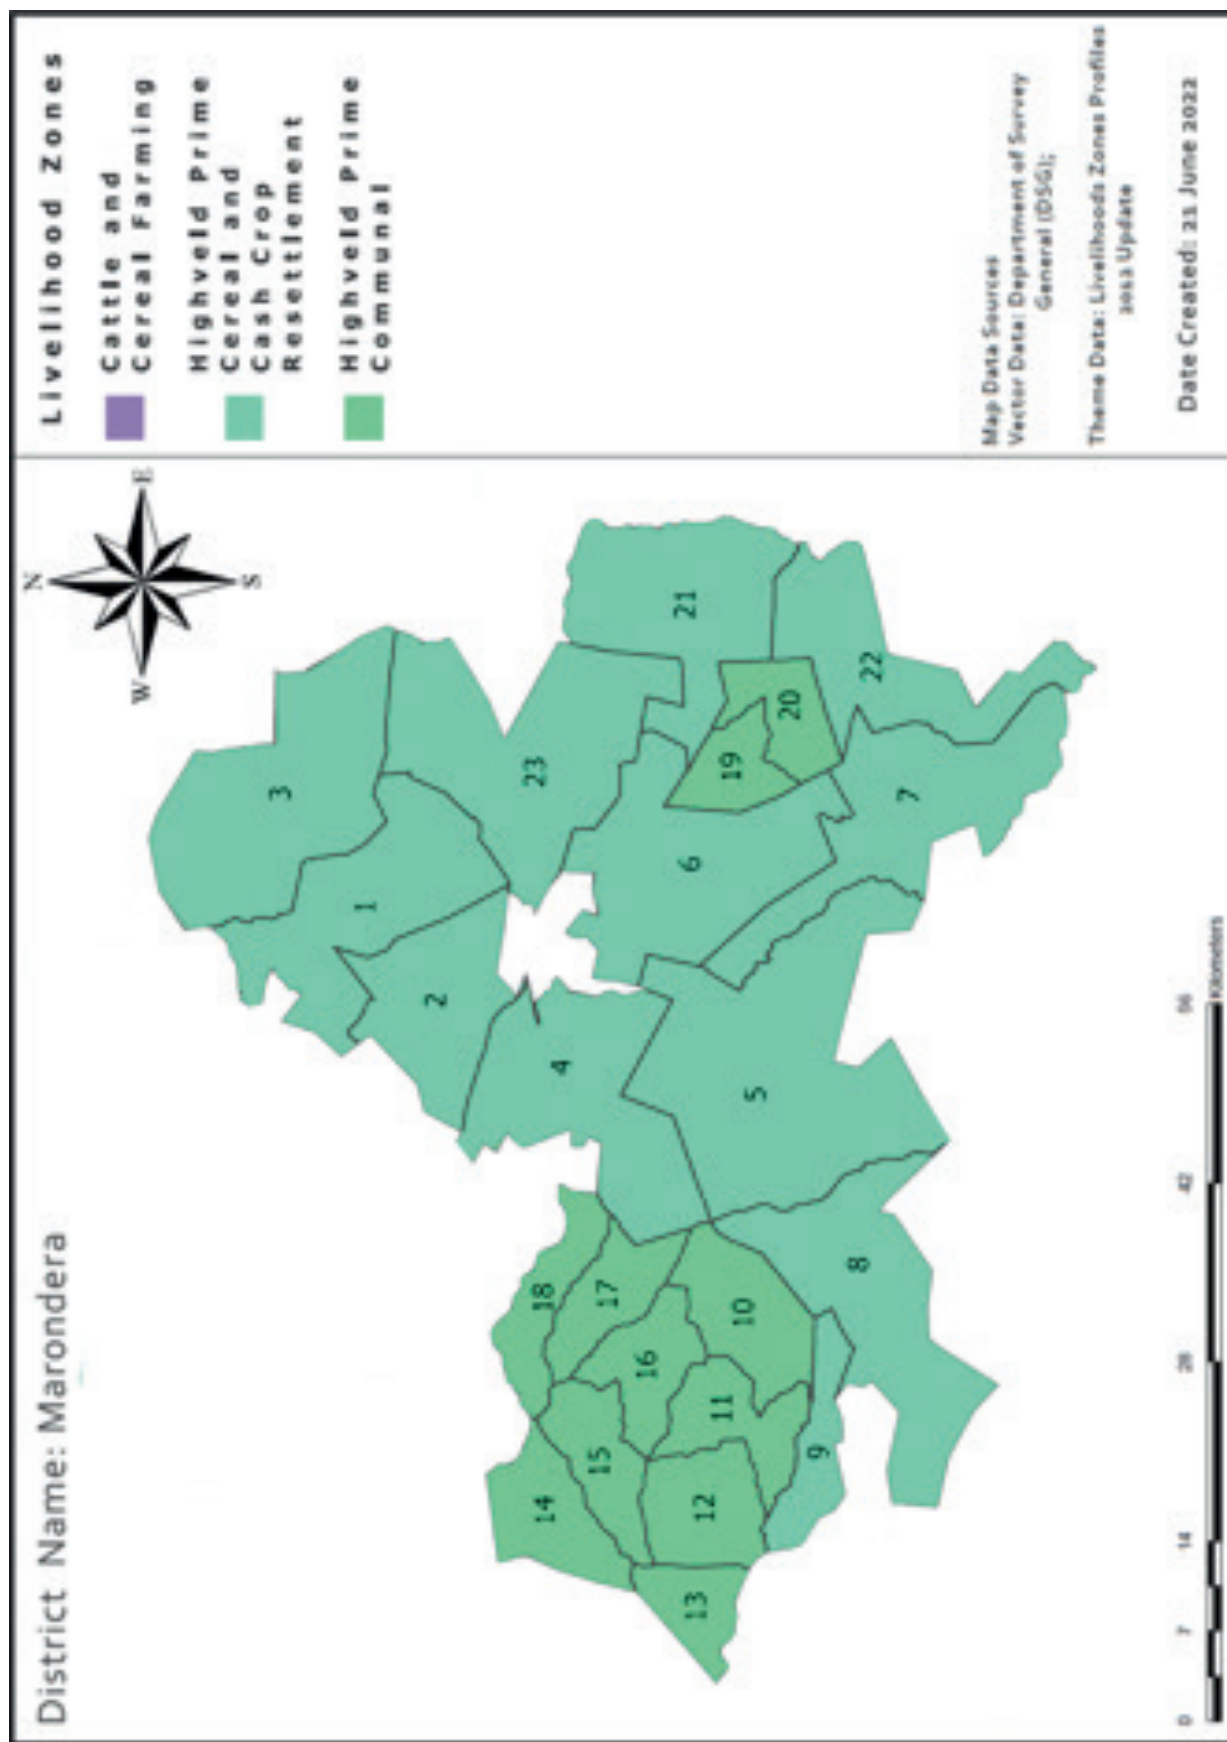 District Name: Marondera
N
W
E
S
3
1
2
23
21
4
6
19
20
22
7
5
18
17
16
10
14
15
11
12
13
9
8
0
7
14
28
42
56
Kilometers
Livelihood Zones
Cattle and
Cereal Farming
Highveld Prime
Cereal and
Cash Crop
Resettlement
Highveld Prime
Communal
Map Data Sources
Vector Data: Department of Survey
General (DSG);
Theme Data: Livelihoods Zones Profiles
Update
Date Created: 21 June 2022